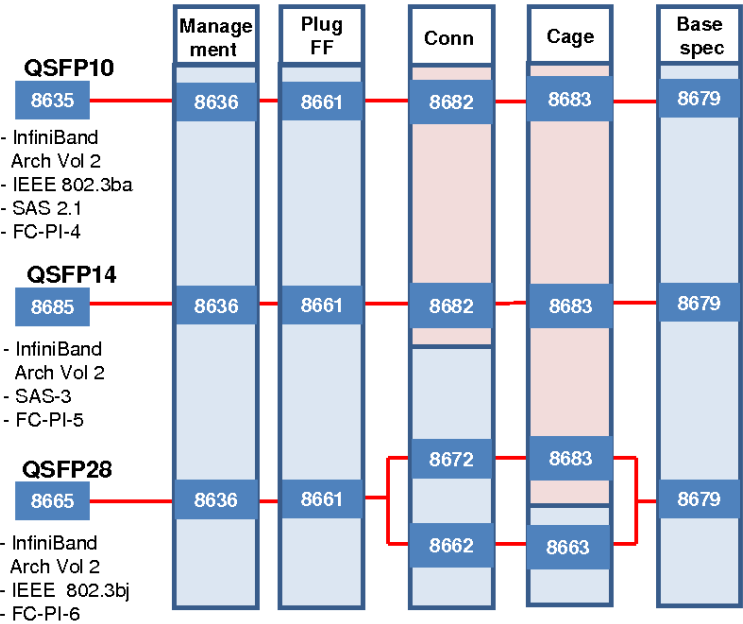 Manage
ment
Plug
FF
Conn
Cage
Base
spec
QSFP10
8635
8636
8661
8682
8683
8679
- InfiniBand
Arch Vol 2
- IEEE 802.3ba
- SAS 2.1
- FC-PI-4
QSFP14
8685
8636
8661
8682
8683
8679
- InfiniBand
Arch Vol 2
- SAS-3
- FC-PI-5
8672
8683
QSFP28
8665
8636
8661
8679
8662
8663
- InfiniBand
Arch Vol 2
- IEEE 802.3bj
- FC-PI-6